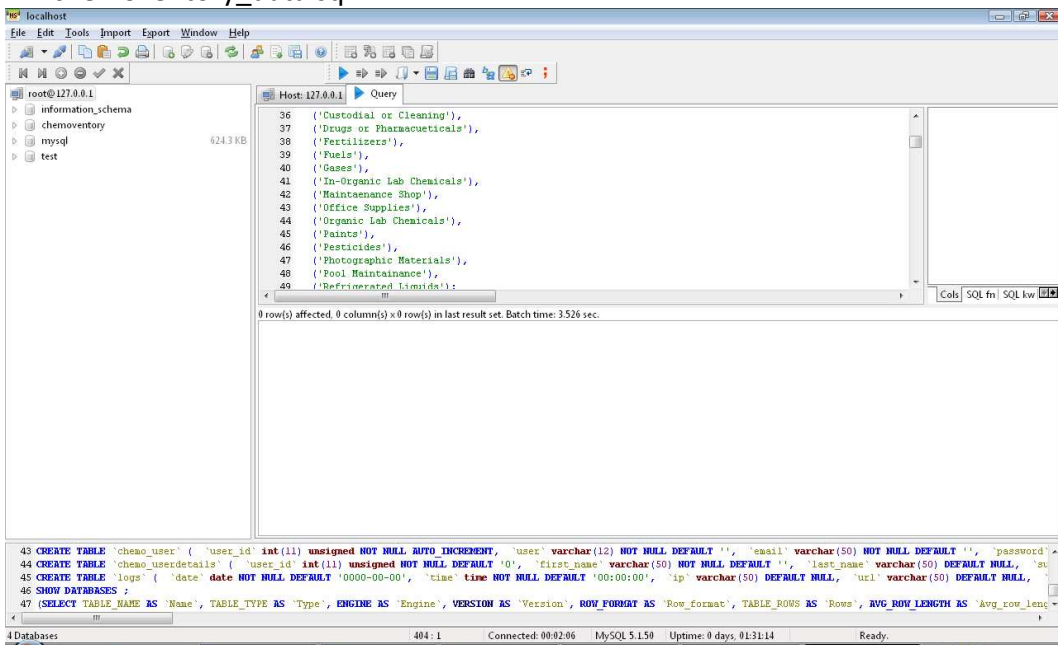 localhost
File Edit Tools Import Export Window Help
root@127.0.0.1
information_schema
chemoventory
mysql 624.3 KB
test
Host: 127.0.0.1 Query
36 ('Custodial or Cleaning'),
37 ('Drugs or Pharmacueticals'),
38 ('Fertilizers'),
39 ('Fuels'),
40 ('Gases'),
41 ('In-Organic Lab Chemicals'),
42 ('Maintaenance Shop'),
43 ('Office Supplies'),
44 ('Organic Lab Chemicals'),
45 ('Paints'),
46 ('Pesticides'),
47 ('Photographic Materials'),
48 ('Pool Maintainance'),
49 ('Refrigerated Liquids');
Cols SQL fn SQL kw
0 row(s) affected, 0 column(s) x 0 row(s) in last result set. Batch time: 3.526 sec.
43 CREATE TABLE `chemo_user` ( `user_id` int(11) unsigned NOT NULL AUTO_INCREMENT, `user` varchar(12) NOT NULL DEFAULT '', `email` varchar(50) NOT NULL DEFAULT '', `password`
44 CREATE TABLE `chemo_userdetails` ( `user_id` int(11) unsigned NOT NULL DEFAULT '0', `first_name` varchar(50) NOT NULL DEFAULT '', `last_name` varchar(50) DEFAULT NULL, `su
45 CREATE TABLE `logs` ( `date` date NOT NULL DEFAULT '0000-00-00', `time` time NOT NULL DEFAULT '00:00:00', `ip` varchar(50) DEFAULT NULL, `url` varchar(50) DEFAULT NULL, `
46 SHOW DATABASES ;
47 (SELECT TABLE_NAME AS `Name`, TABLE_TYPE AS `Type`, ENGINE AS `Engine`, VERSION AS `Version`, ROW_FORMAT AS `Row_format`, TABLE_ROWS AS `Rows`, AVG_ROW_LENGTH AS `Avg_row_leng
4 Databases 404 : 1 Connected: 00:02:06 MySQL 5.1.50 Uptime: 0 days, 01:31:14 Ready.